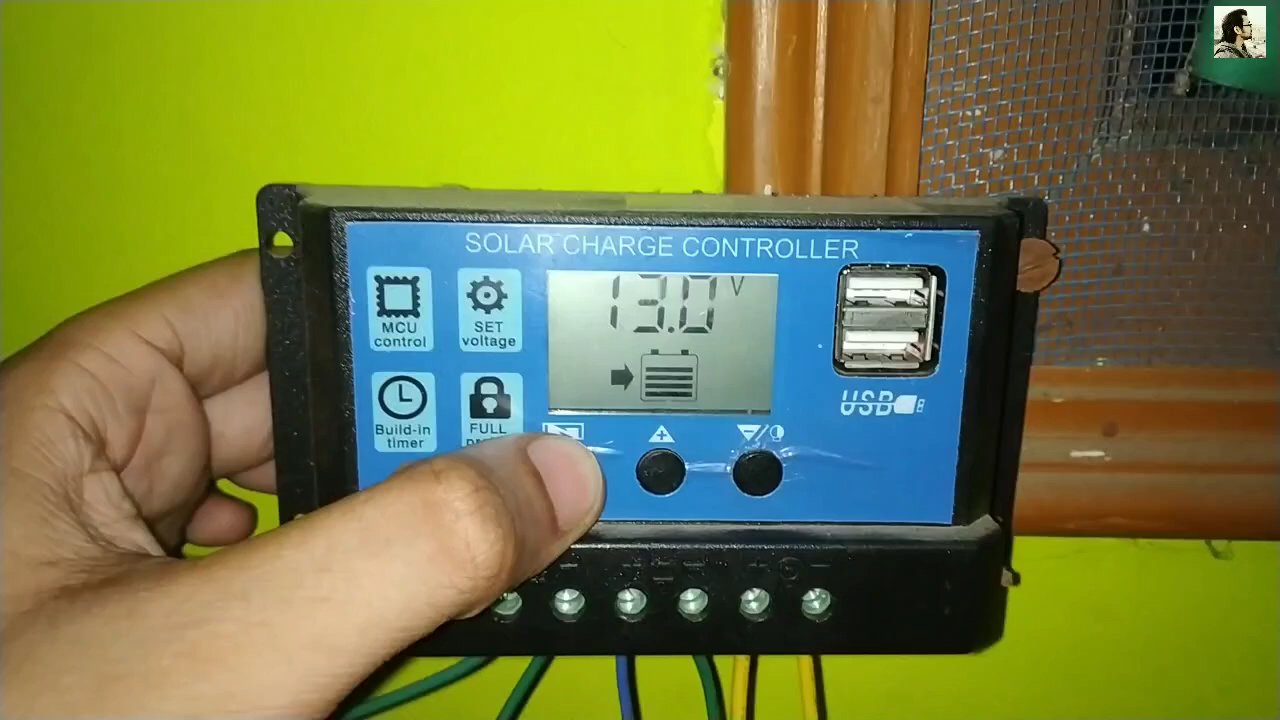 SOLAR CHARGE CONTROLLER
MCU
control
SET
voltage
13.0 V
Build-in
timer
FULL
USB